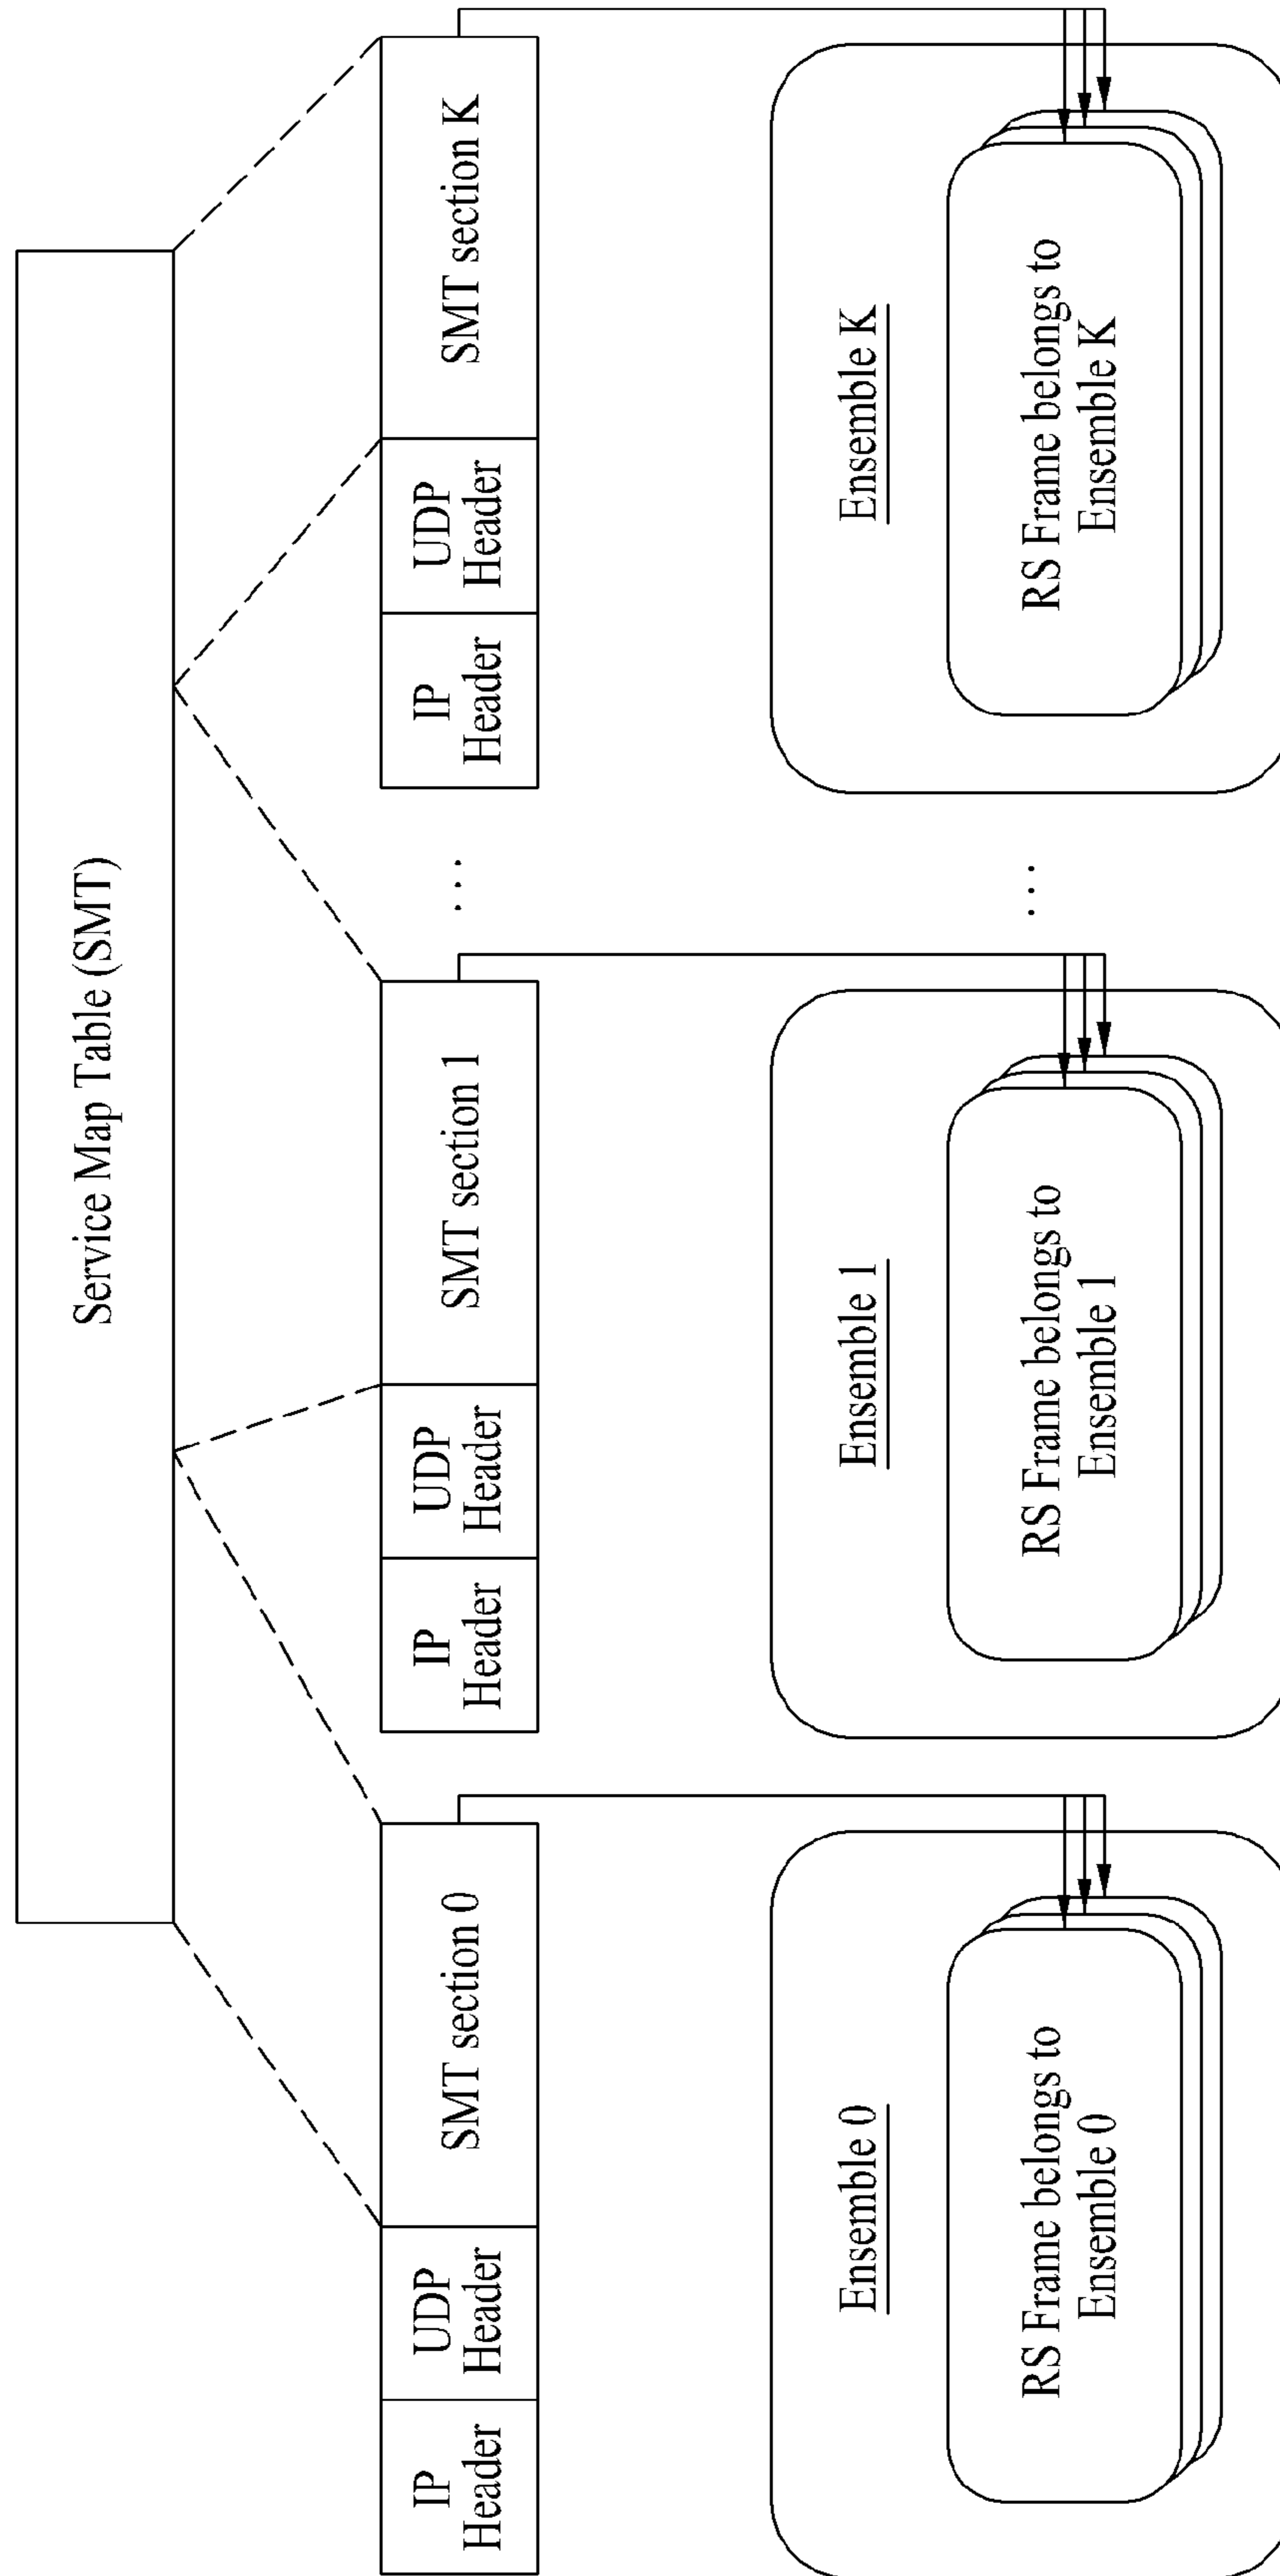 Service Map Table (SMT)
IP
Header
UDP
Header
SMT section 0
IP
Header
UDP
Header
SMT section 1
...
IP
Header
UDP
Header
SMT section K
Ensemble 0
RS Frame belongs to
Ensemble 0
Ensemble 1
RS Frame belongs to
Ensemble 1
...
Ensemble K
RS Frame belongs to
Ensemble K